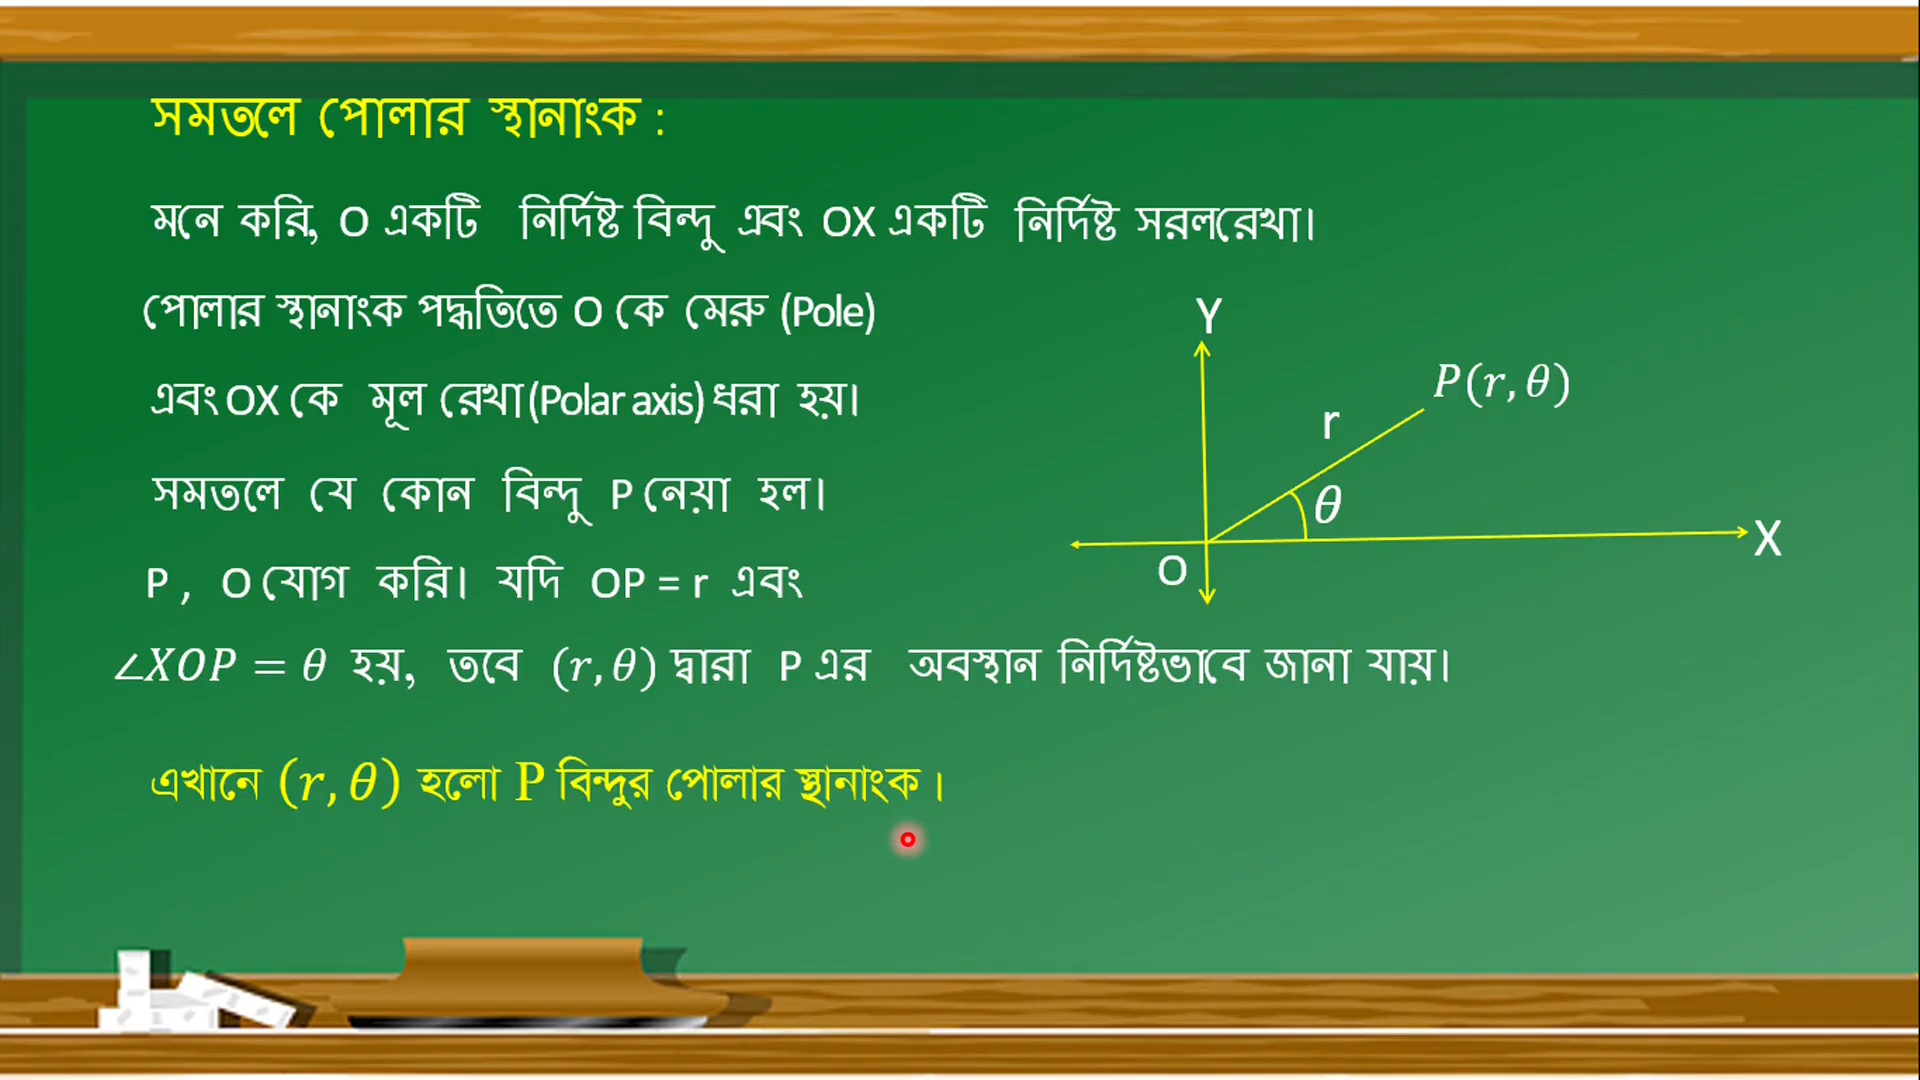 সমতলে পোলার স্থানাংক :
মনে করি, O একটি নির্দিষ্ট বিন্দু এবং OX একটি নির্দিষ্ট সরলরেখা।
পোলার স্থানাংক পদ্ধতিতে O কে মেরু (Pole)
এবং OX কে মূল রেখা (Polar axis) ধরা হয়।
সমতলে যে কোন বিন্দু P নেয়া হল।
P , O যোগ করি। যদি OP = r এবং
∠XOP = θ হয়, তবে (r, θ) দ্বারা P এর অবস্থান নির্দিষ্টভাবে জানা যায়।
এখানে (r, θ) হলো P বিন্দুর পোলার স্থানাংক ।
Y
P(r, θ)
r
θ
X
O